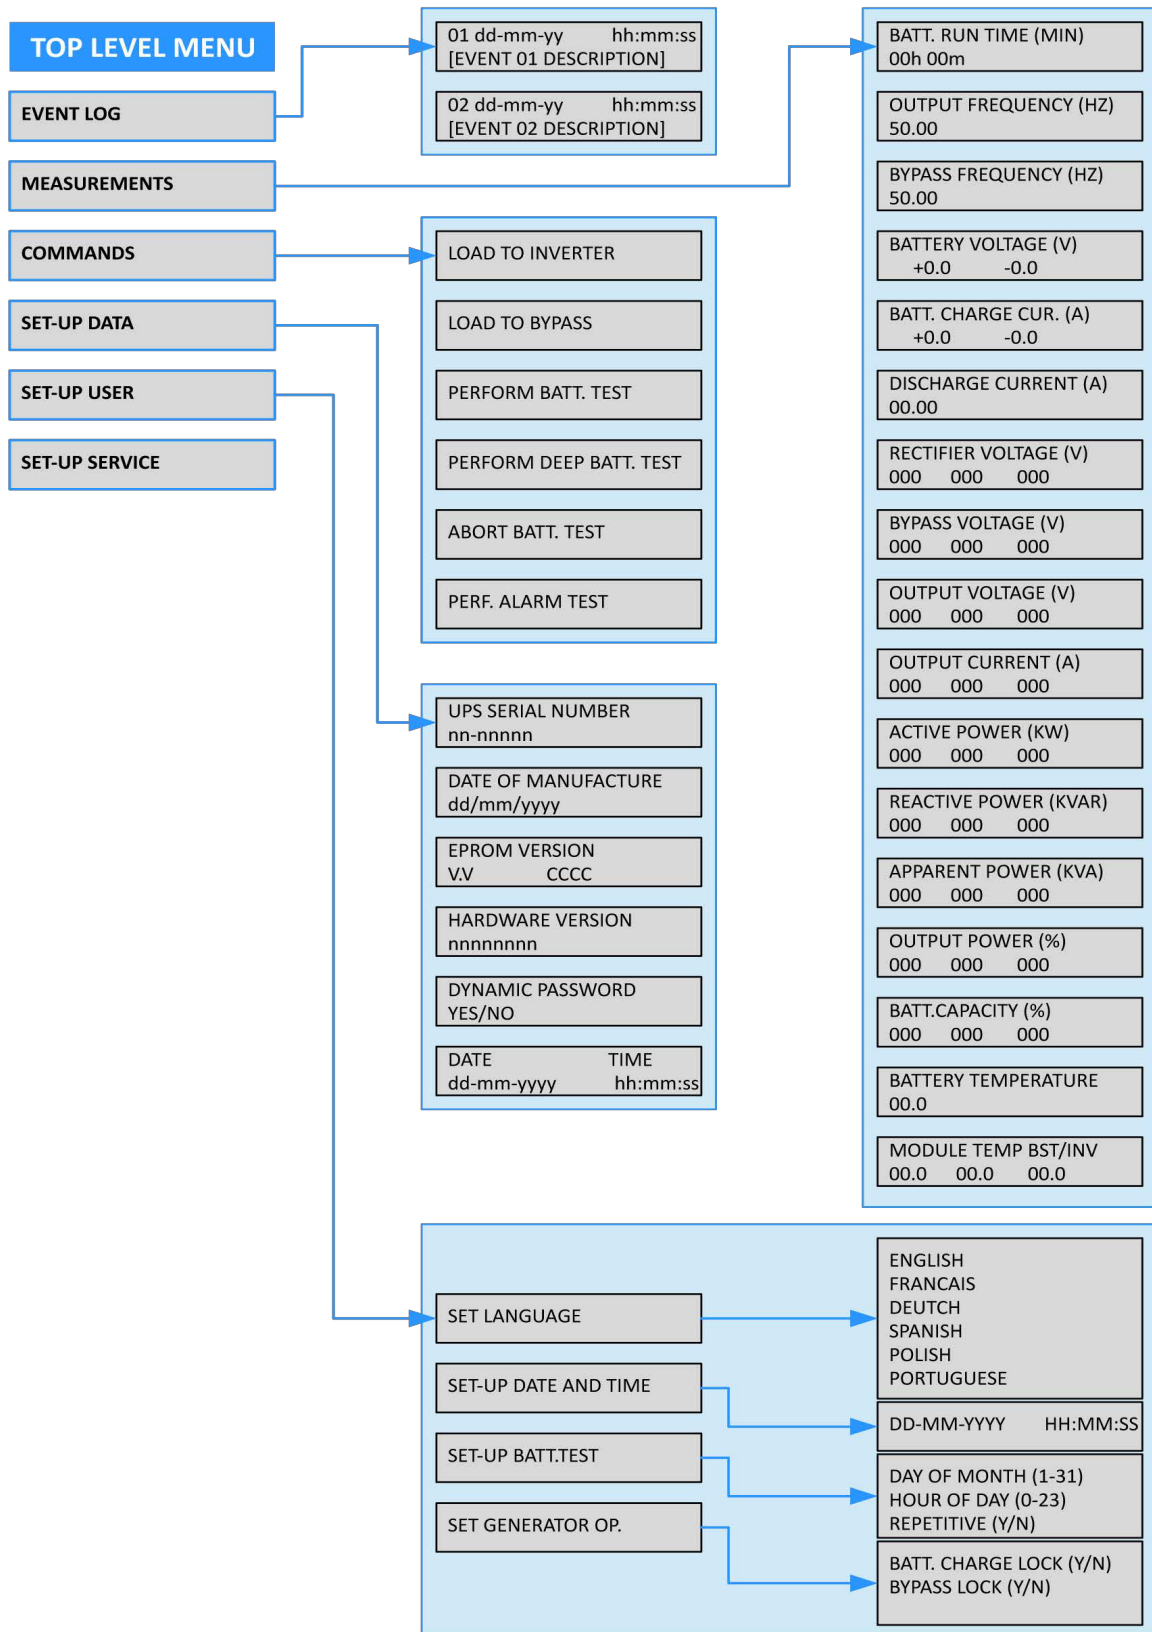 TOP LEVEL MENU
EVENT LOG
MEASUREMENTS
COMMANDS
SET-UP DATA
SET-UP USER
SET-UP SERVICE
01 dd-mm-yy hh:mm:ss
[EVENT 01 DESCRIPTION]
02 dd-mm-yy hh:mm:ss
[EVENT 02 DESCRIPTION]
LOAD TO INVERTER
LOAD TO BYPASS
PERFORM BATT. TEST
PERFORM DEEP BATT. TEST
ABORT BATT. TEST
PERF. ALARM TEST
UPS SERIAL NUMBER
nn-nnnnn
DATE OF MANUFACTURE
dd/mm/yyyy
EPROM VERSION
V.V CCCC
HARDWARE VERSION
nnnnnnnn
DYNAMIC PASSWORD
YES/NO
DATE TIME
dd-mm-yyyy hh:mm:ss
BATT. RUN TIME (MIN)
00h 00m
OUTPUT FREQUENCY (HZ)
50.00
BYPASS FREQUENCY (HZ)
50.00
BATTERY VOLTAGE (V)
+0.0 -0.0
BATT. CHARGE CUR. (A)
+0.0 -0.0
DISCHARGE CURRENT (A)
00.00
RECTIFIER VOLTAGE (V)
000 000 000
BYPASS VOLTAGE (V)
000 000 000
OUTPUT VOLTAGE (V)
000 000 000
OUTPUT CURRENT (A)
000 000 000
ACTIVE POWER (KW)
000 000 000
REACTIVE POWER (KVAR)
000 000 000
APPARENT POWER (KVA)
000 000 000
OUTPUT POWER (%)
000 000 000
BATT.CAPACITY (%)
000 000 000
BATTERY TEMPERATURE
00.0
MODULE TEMP BST/INV
00.0 00.0 00.0
SET LANGUAGE
SET-UP DATE AND TIME
SET-UP BATT.TEST
SET GENERATOR OP.
ENGLISH
FRANCAIS
DEUTCH
SPANISH
POLISH
PORTUGUESE
DD-MM-YYYY HH:MM:SS
DAY OF MONTH (1-31)
HOUR OF DAY (0-23)
REPETITIVE (Y/N)
BATT. CHARGE LOCK (Y/N)
BYPASS LOCK (Y/N)